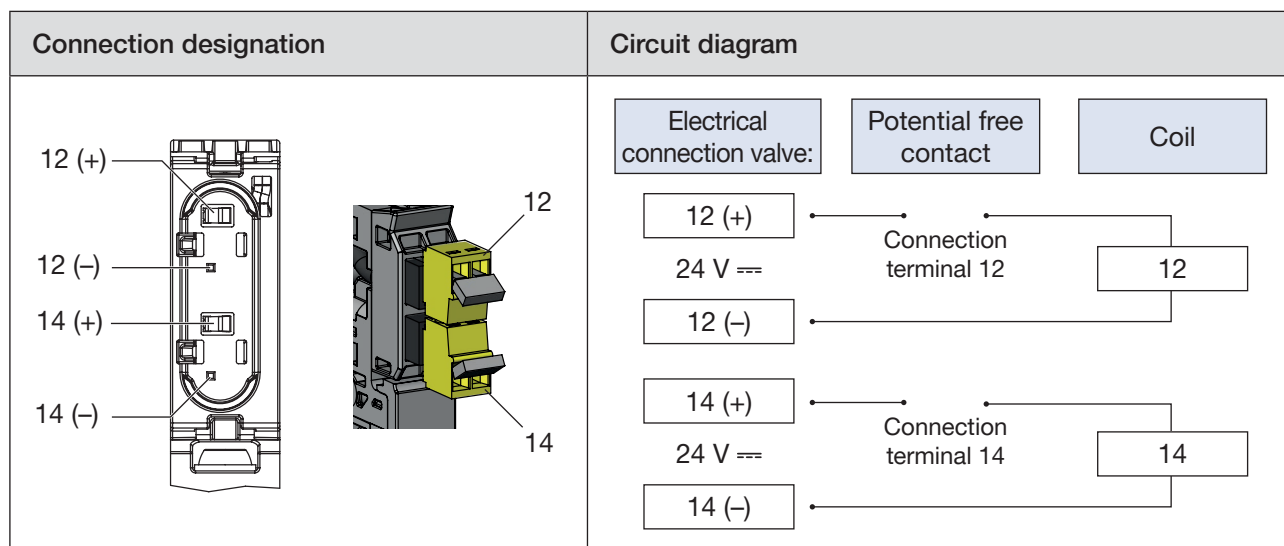 Connection designation
Circuit diagram
12 (+)
12 (–)
14 (+)
14 (–)
12
14
Electrical
connection valve:
Potential free
contact
Coil
12 (+)
Connection
terminal 12
24 V ⎓
12
12 (–)
14 (+)
Connection
terminal 14
24 V ⎓
14
14 (–)